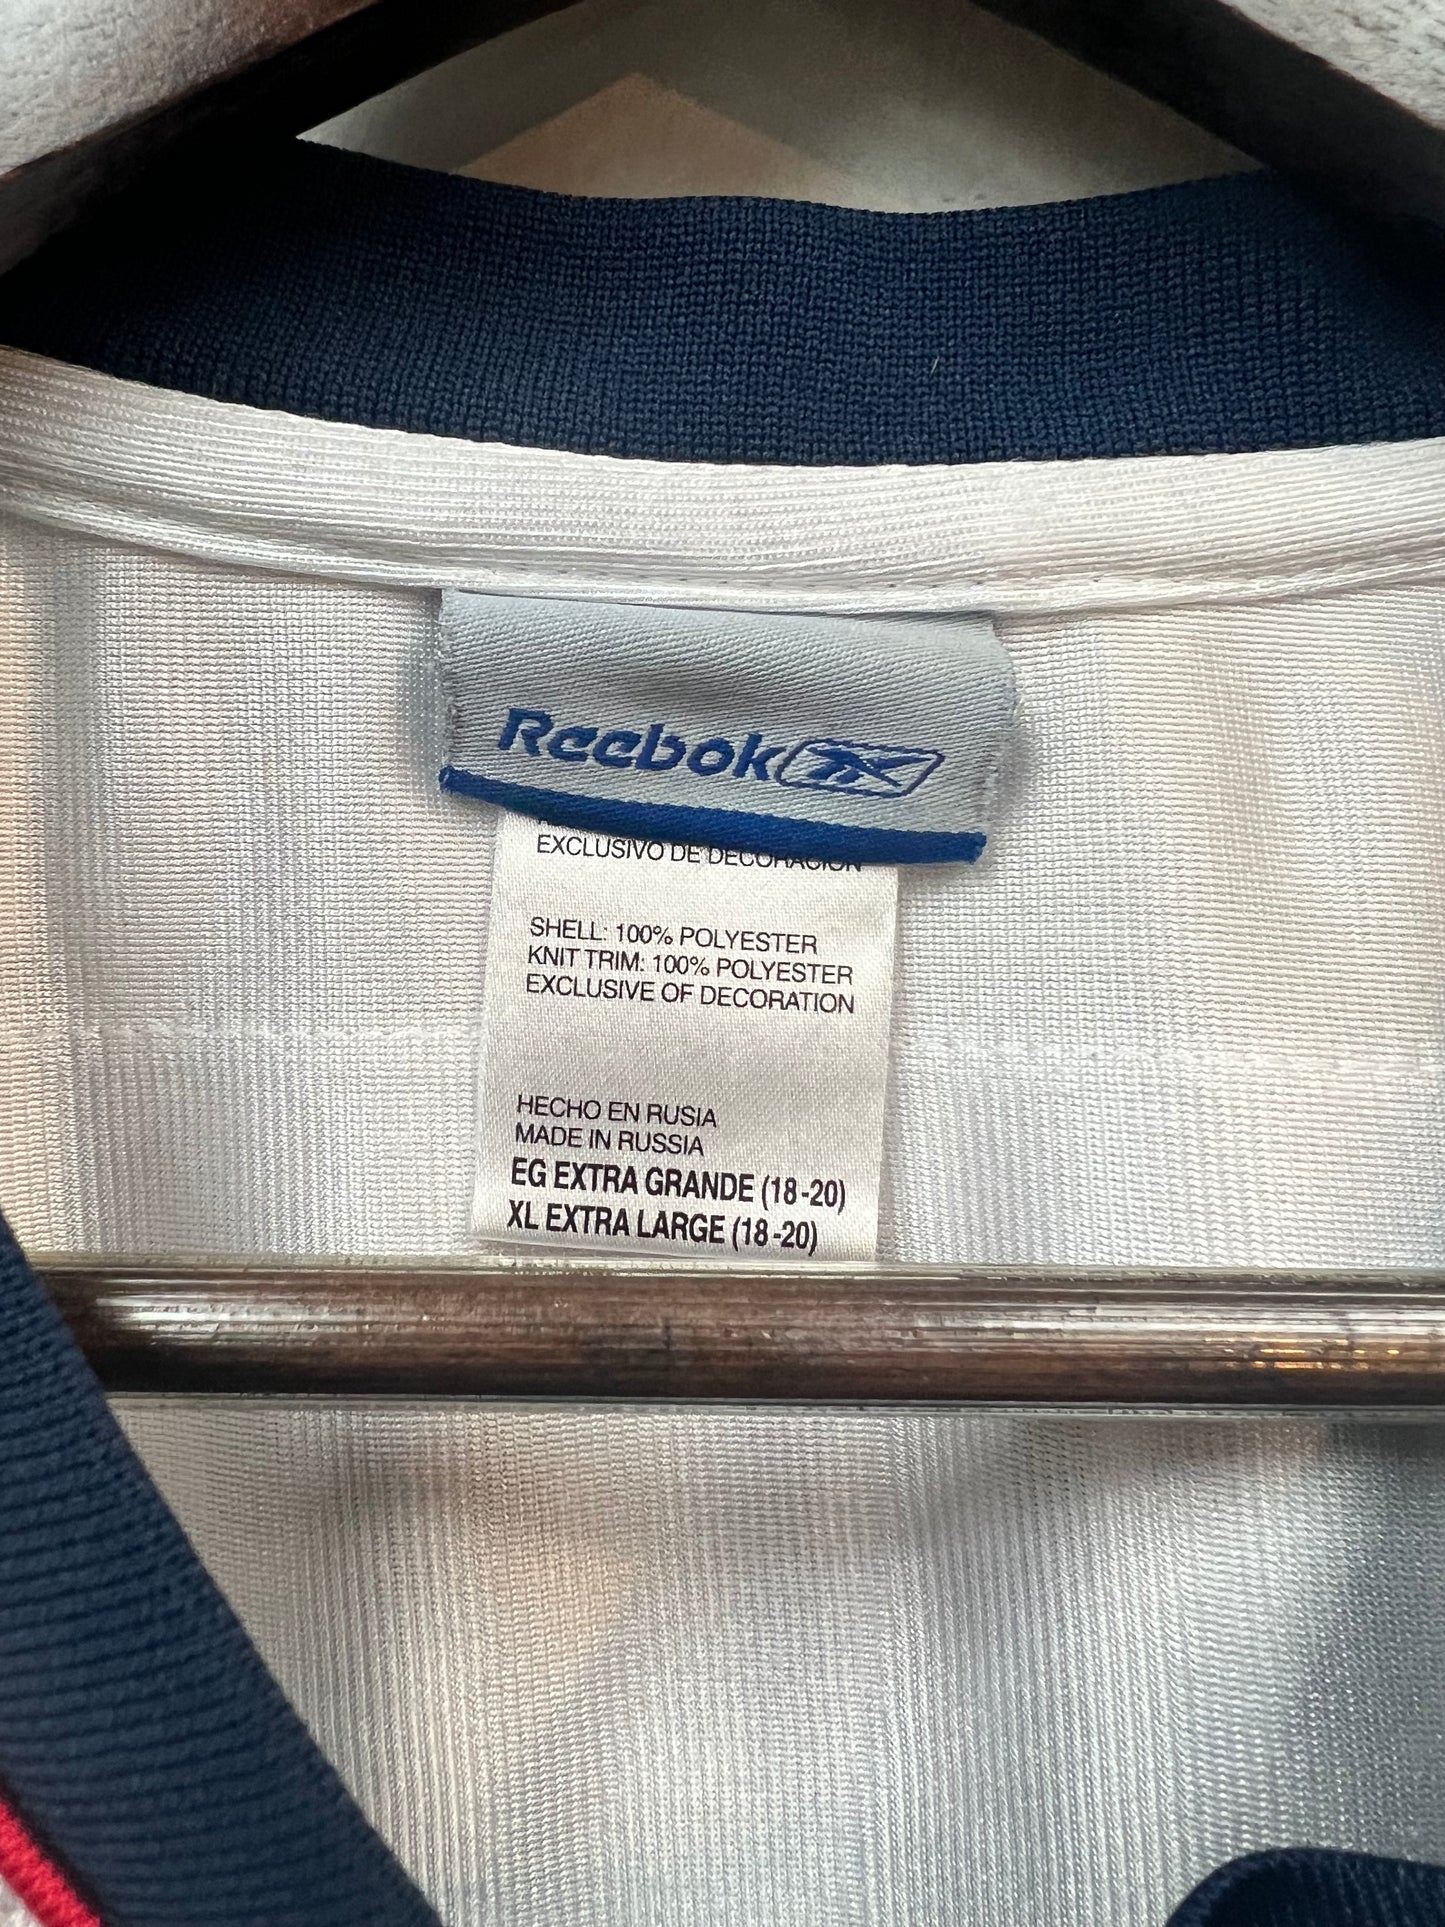 Reebok
EXCLUSIVO DE DECORACION
SHELL: 100% POLYESTER
KNIT TRIM: 100% POLYESTER
EXCLUSIVE OF DECORATION
HECHO EN RUSIA
MADE IN RUSSIA
EG EXTRA GRANDE (18-20)
XL EXTRA LARGE (18-20)